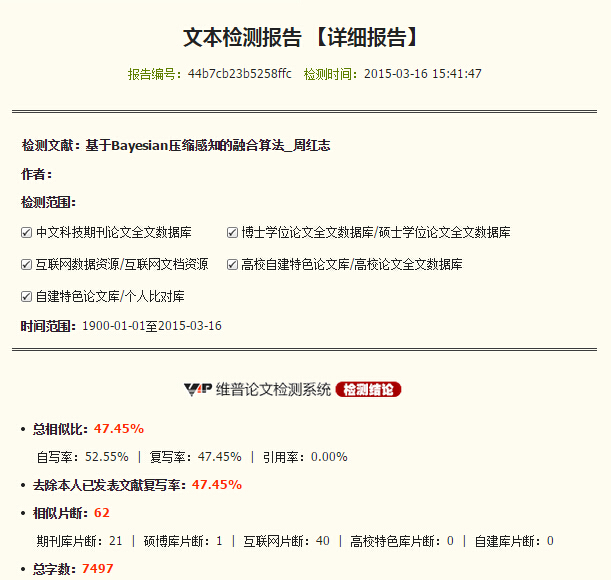 文本检测报告 【详细报告】
报告编号：44b7cb23b5258ffc 检测时间：2015-03-16 15:41:47
检测文献：基于Bayesian压缩感知的融合算法_周红志
作者：
检测范围：
中文科技期刊论文全文数据库 博士学位论文全文数据库/硕士学位论文全文数据库
互联网数据资源/互联网文档资源 高校自建特色论文库/高校论文全文数据库
自建特色论文库/个人比对库
时间范围：1900-01-01至2015-03-16
VIP 维普论文检测系统 检测结论
• 总相似比：47.45%
自写率：52.55% | 复写率：47.45% | 引用率：0.00%
• 去除本人已发表文献复写率：47.45%
• 相似片断：62
期刊库片断：21 | 硕博库片断：1 | 互联网片断：40 | 高校特色库片断：0 | 自建库片断：0
• 总字数：7497